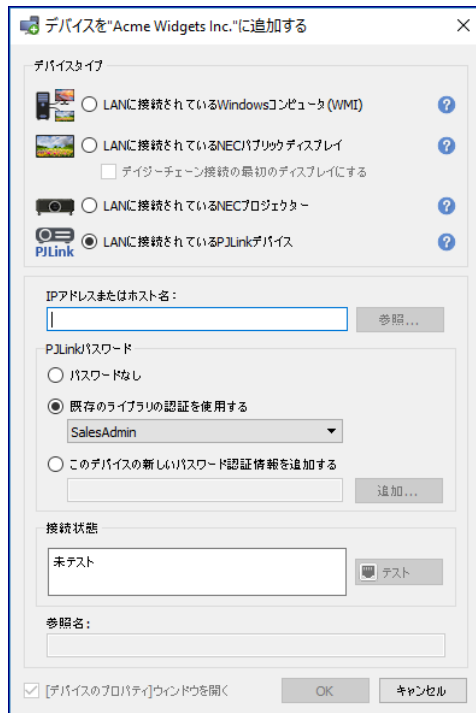 デバイスを"Acme Widgets Inc."に追加する
デバイスタイプ
LANに接続されているWindowsコンピュータ(WMI)
LANに接続されているNECパブリックディスプレイ
デイジーチェーン接続の最初のディスプレイにする
LANに接続されているNECプロジェクター
PJLink
LANに接続されているPJLinkデバイス
IPアドレスまたはホスト名:
参照...
PJLinkパスワード
パスワードなし
既存のライブラリの認証を使用する
SalesAdmin
このデバイスの新しいパスワード認証情報を追加する
追加...
接続状態
未テスト
テスト
参照名:
[デバイスのプロパティ]ウィンドウを開く
OK
キャンセル